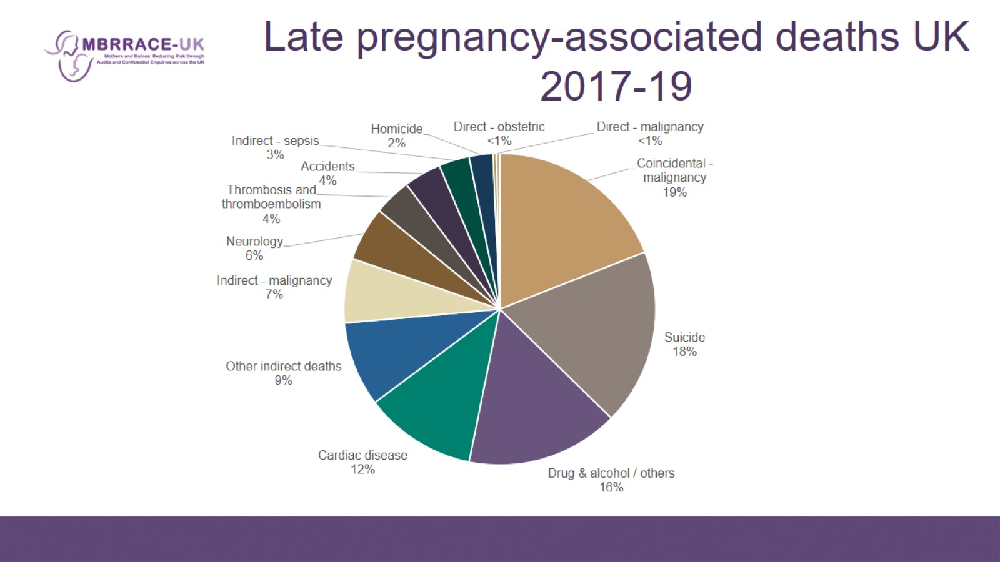 MBRRACE-UK
Mothers and Babies: Reducing Risk through
Audits and Confidential Enquiries across the UK
Late pregnancy-associated deaths UK
2017-19
Direct - obstetric
<1%
Direct - malignancy
<1%
Homicide
2%
Indirect - sepsis
3%
Accidents
4%
Thrombosis and
thromboembolism
4%
Neurology
6%
Indirect - malignancy
7%
Other indirect deaths
9%
Cardiac disease
12%
Drug & alcohol / others
16%
Suicide
18%
Coincidental -
malignancy
19%